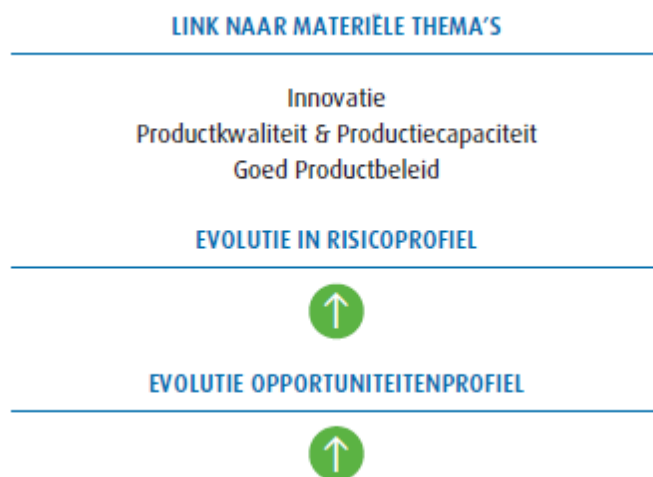 LINK NAAR MATERIËLE THEMA'S
Innovatie
Productkwaliteit & Productiecapaciteit
Goed Productbeleid
EVOLUTIE IN RISICOPROFIEL
EVOLUTIE OPPORTUNITEITENPROFIEL